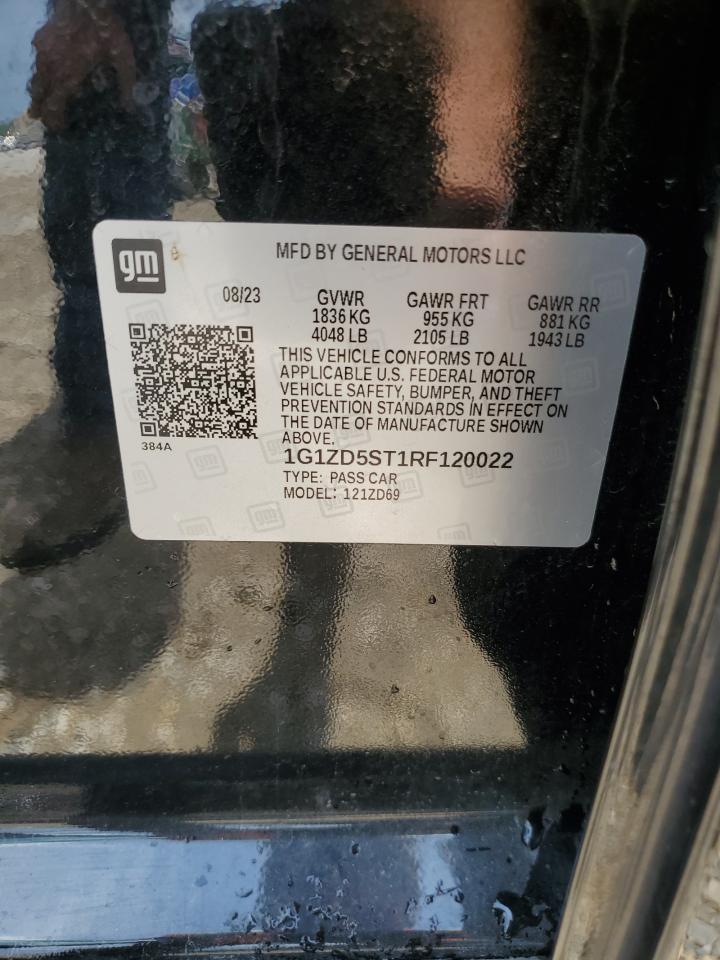 gm
MFD BY GENERAL MOTORS LLC
08/23
GVWR GAWR FRT GAWR RR
1836 KG 955 KG 881 KG
4048 LB 2105 LB 1943 LB
THIS VEHICLE CONFORMS TO ALL
APPLICABLE U.S. FEDERAL MOTOR
VEHICLE SAFETY, BUMPER, AND THEFT
PREVENTION STANDARDS IN EFFECT ON
THE DATE OF MANUFACTURE SHOWN
ABOVE.
384A
1G1ZD5ST1RF120022
TYPE: PASS CAR
MODEL: 121ZD69